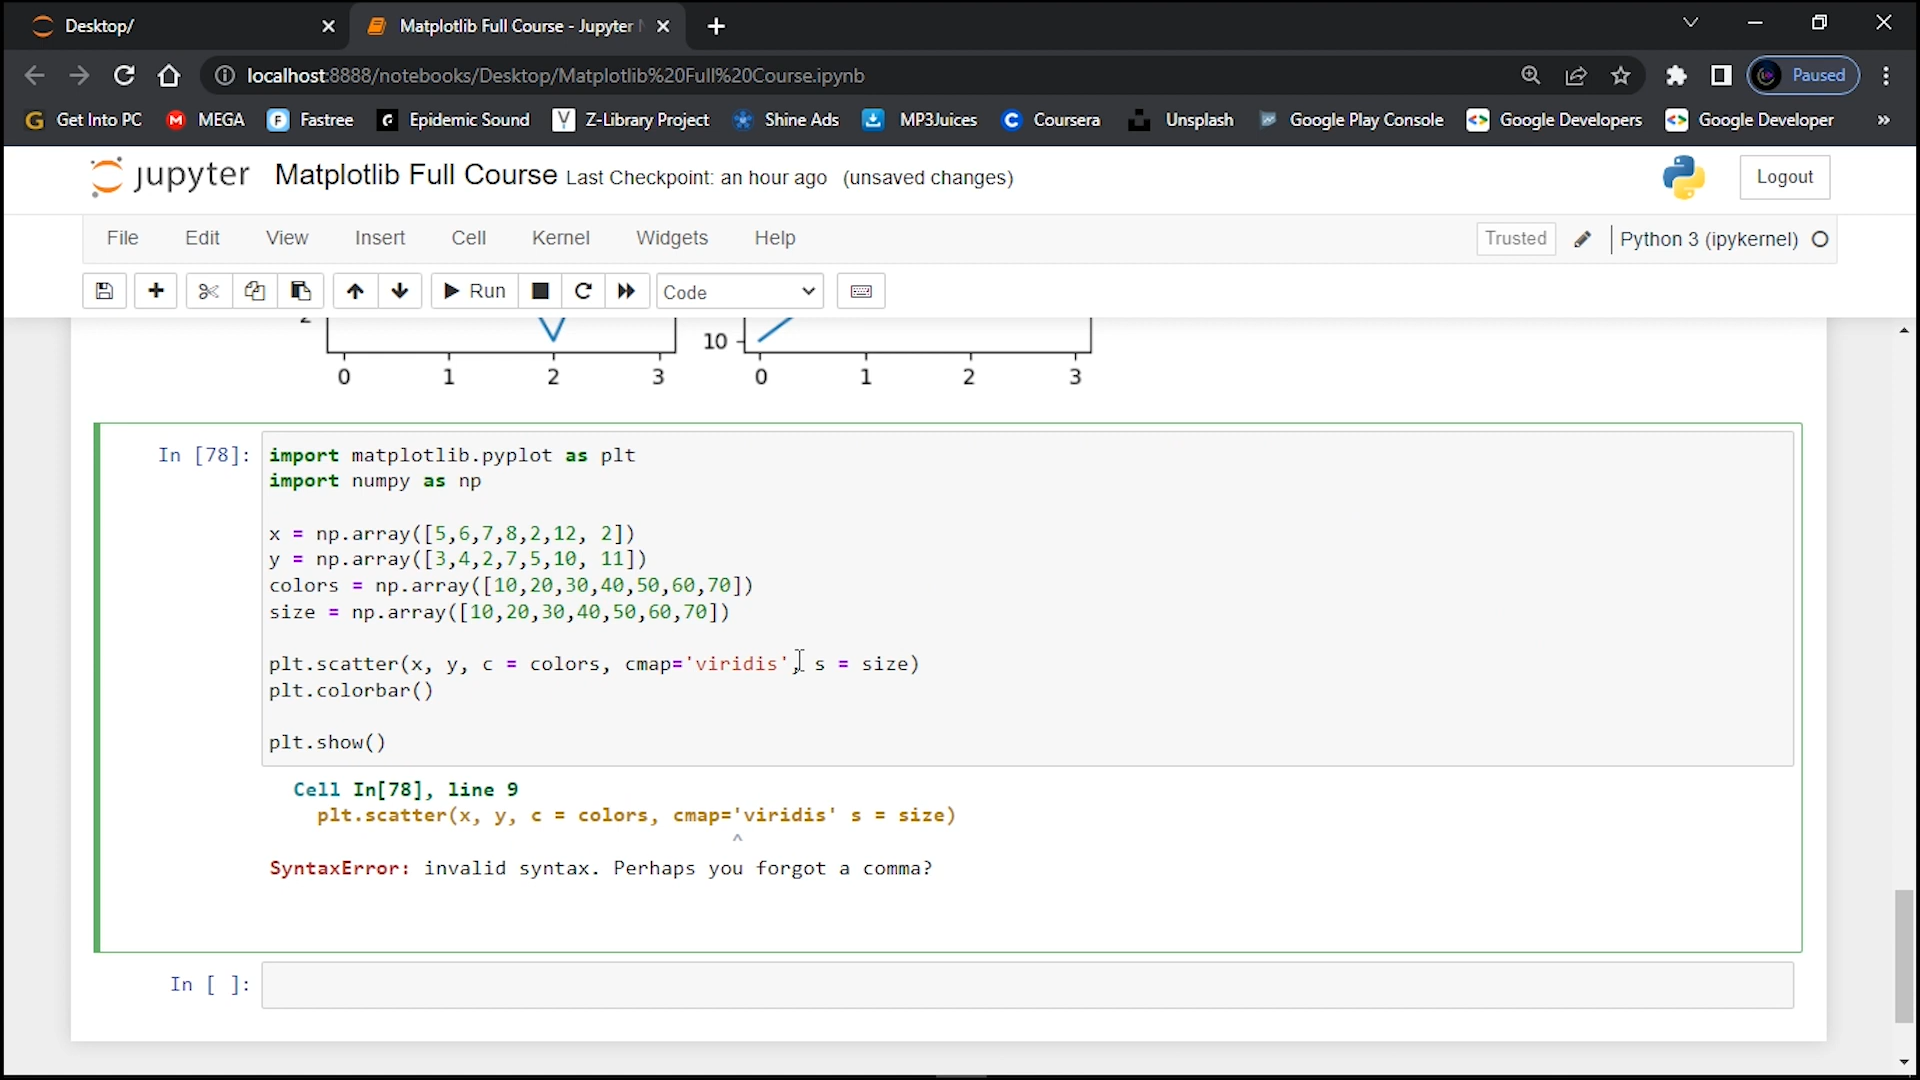 Desktop/
Matplotlib Full Course - Jupyter
localhost:8888/notebooks/Desktop/Matplotlib%20Full%20Course.ipynb
Paused
Get Into PC
MEGA
Fastree
Epidemic Sound
Z-Library Project
Shine Ads
MP3Juices
Coursera
Unsplash
Google Play Console
Google Developers
Google Developer
jupyter
Matplotlib Full Course
Last Checkpoint: an hour ago
(unsaved changes)
Logout
File
Edit
View
Insert
Cell
Kernel
Widgets
Help
Trusted
Python 3 (ipykernel)
Run
Code
10
0
1
2
3
0
1
2
3
In [78]:
import matplotlib.pyplot as plt
import numpy as np
x = np.array([5,6,7,8,2,12, 2])
y = np.array([3,4,2,7,5,10, 11])
colors = np.array([10,20,30,40,50,60,70])
size = np.array([10,20,30,40,50,60,70])
plt.scatter(x, y, c = colors, cmap='viridis', s = size)
plt.colorbar()
plt.show()
Cell In[78], line 9
plt.scatter(x, y, c = colors, cmap='viridis' s = size)
^
SyntaxError: invalid syntax. Perhaps you forgot a comma?
In [ ]: